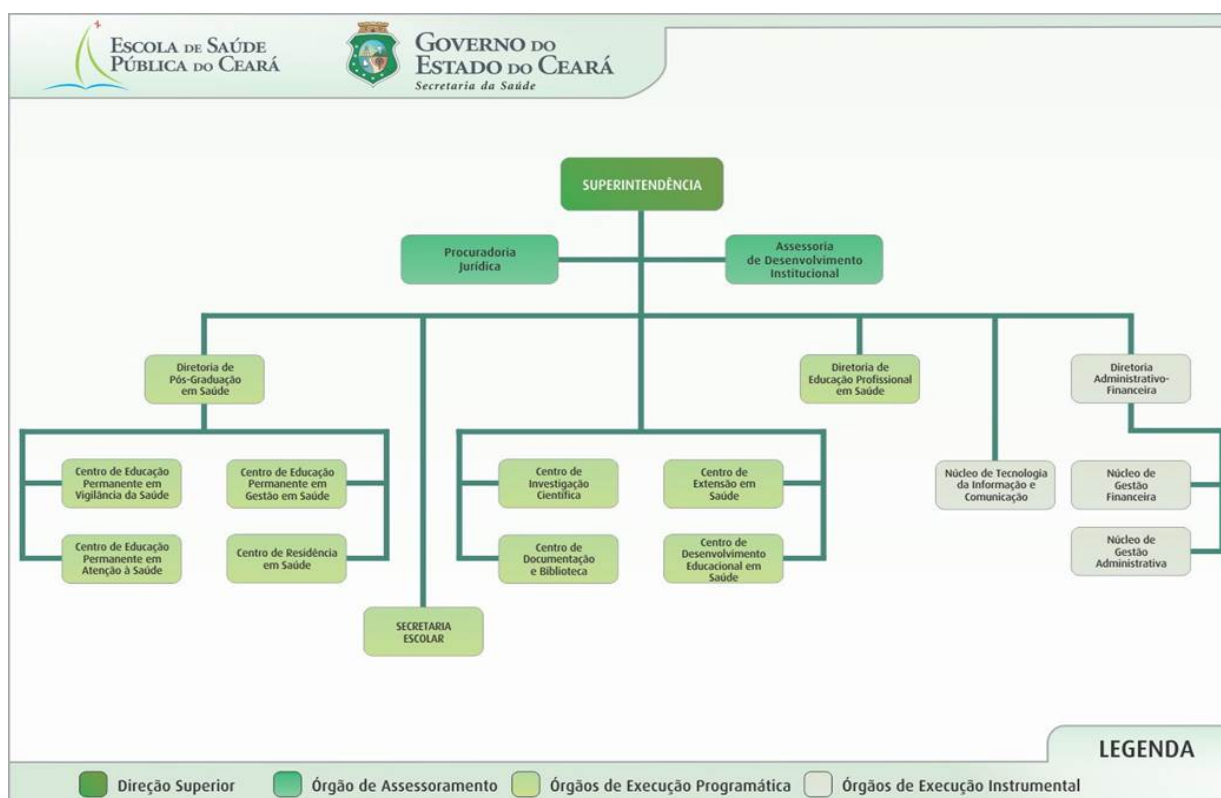 ESCOLA DE SAÚDE
PÚBLICA DO CEARÁ
GOVERNO DO
ESTADO DO CEARÁ
Secretaria da Saúde
SUPERINTENDÊNCIA
Procuradoria
Jurídica
Assessoria
de Desenvolvimento
Institucional
Diretoria de
Pós-Graduação
em Saúde
Diretoria de
Educação Profissional
em Saúde
Diretoria
Administrativo-
Financeira
Centro de Educação
Permanente em
Vigilância da Saúde
Centro de Educação
Permanente em
Gestão em Saúde
Centro de
Investigação
Científica
Centro de
Extensão em
Saúde
Núcleo de Tecnologia
da Informação e
Comunicação
Núcleo de
Gestão
Financeira
Centro de Educação
Permanente em
Atenção à Saúde
Centro de Residência
em Saúde
Centro de
Documentação
e Biblioteca
Centro de
Desenvolvimento
Educacional em
Saúde
Núcleo de
Gestão
Administrativa
SECRETARIA
ESCOLAR
LEGENDA
Direção Superior
Órgão de Assessoramento
Órgãos de Execução Programática
Órgãos de Execução Instrumental